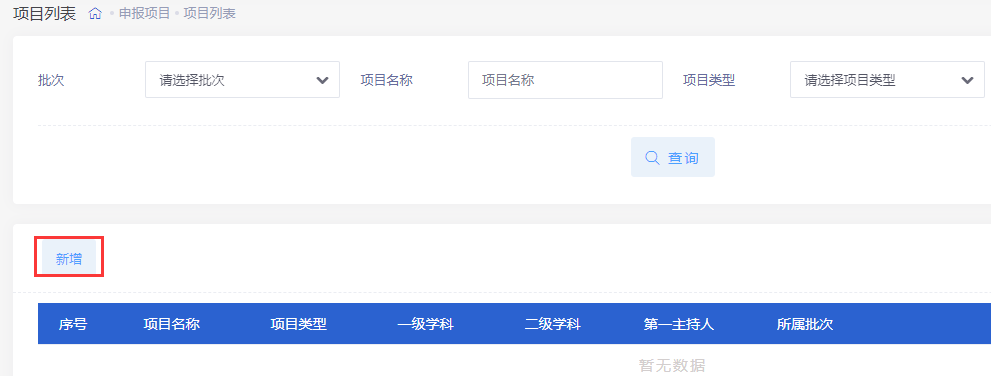 项目列表 申报项目 项目列表
批次 请选择批次 项目名称 项目名称 项目类型 请选择项目类型
查询
新增
序号 项目名称 项目类型 一级学科 二级学科 第一主持人 所属批次
暂无数据